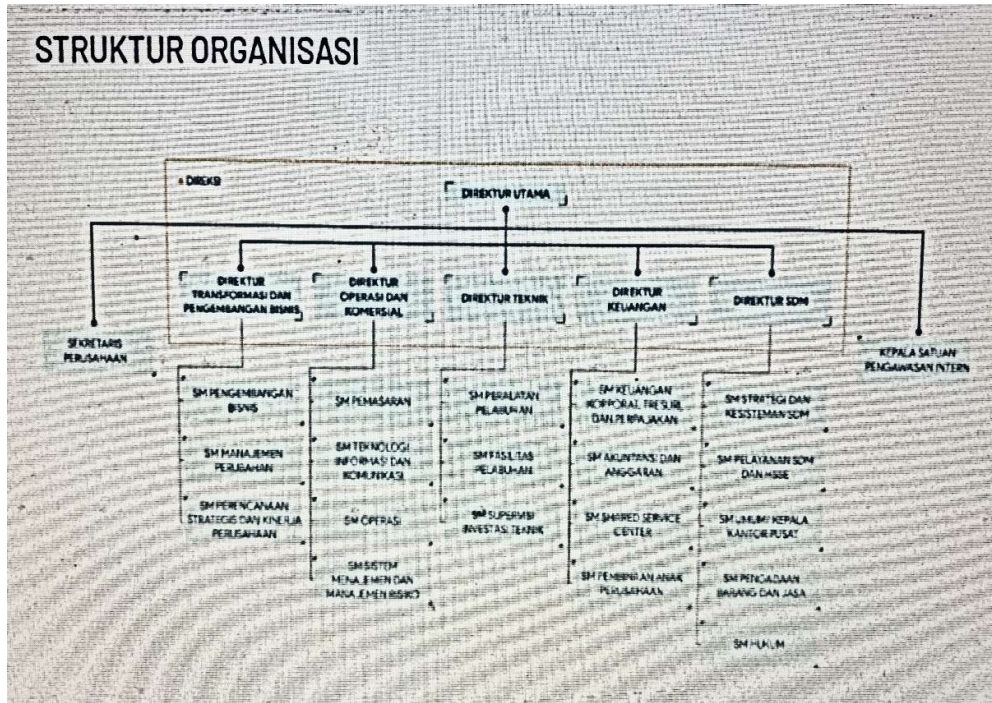 STRUKTUR ORGANISASI
DIREKSI
DIREKTUR UTAMA
DIREKTUR
TRANSFORMASI DAN
PENGEMBANGAN BISNIS
DIREKTUR
OPERASI DAN
KOMERSIAL
DIREKTUR TEKNIK
DIREKTUR
KEUANGAN
DIREKTUR SDM
SEKRETARIS
PERUSAHAAN
KEPALA SATUAN
PENGAWASAN INTERN
SM PENGEMBANGAN
BISNIS
SM MANAJEMEN
PERUBAHAN
SM PERENCANAAN
STRATEGIS DAN KINERJA
PERUSAHAAN
SM PEMASARAN
SM TEKNOLOGI
INFORMASI DAN
KOMUNIKASI
SM OPERASI
SM SISTEM
MENAJEMEN DAN
MANAJEMEN RISIKO
SM PERALATAN
PELABUHAN
SM FASILITAS
PELABUHAN
SM SUPERVISI
INVESTASI TEKNIK
SM KEUANGAN
KORPORAT, TRESURI,
DAN PERPAJAKAN
SM AKUNTANSI DAN
ANGGARAN
SM SHARED SERVICE
CENTER
SM PEMBINAAN ANAK
PERUSAHAAN
SM STRATEGI DAN
KESISTEMAN SDM
SM PELAYANAN SDM
DAN HSSE
SM UMUM/ KEPALA
KANTOR PUSAT
SM PENGADAAN
BARANG DAN JASA
SM HUKUM